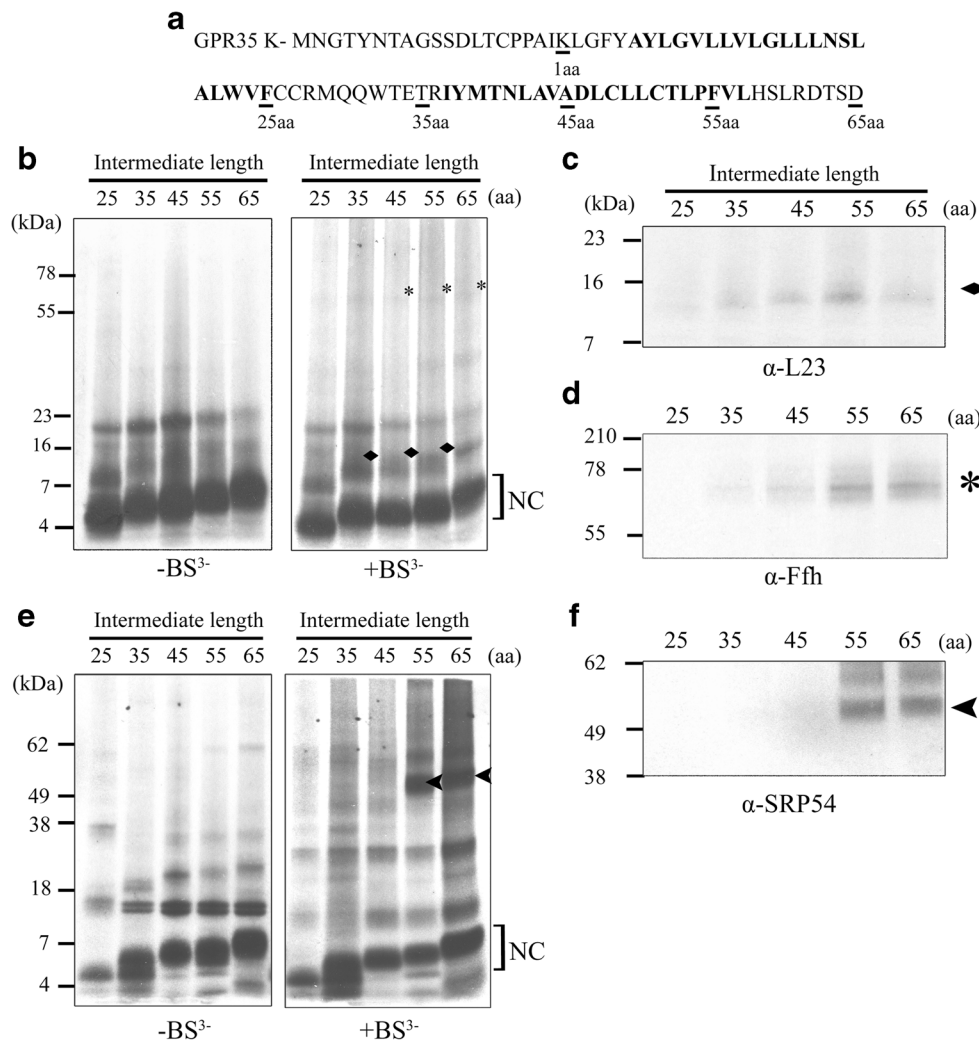 a
GPR35 K- MNGTYNTAGSSDLTCPPAIKLGFYAYLGVLLVLGLLLNSL
1aa
ALWVFCCRMQQWTETRIYMTNLAVADLCLLCTLPFVLHSLRDTSD
25aa 35aa 45aa 55aa 65aa
b
Intermediate length Intermediate length
25 35 45 55 65 25 35 45 55 65 (aa)
(kDa)
78
55
23
16
7
4
* * *
NC
-BS3- +BS3-
c
Intermediate length
(kDa) 25 35 45 55 65 (aa)
23
16
7
α-L23
d
25 35 45 55 65 (aa)
210
78
55
*
α-Ffh
e
Intermediate length Intermediate length
25 35 45 55 65 25 35 45 55 65 (aa)
(kDa)
62
49
38
18
7
4
NC
-BS3- +BS3-
f
25 35 45 55 65 (aa)
62
49
38
α-SRP54